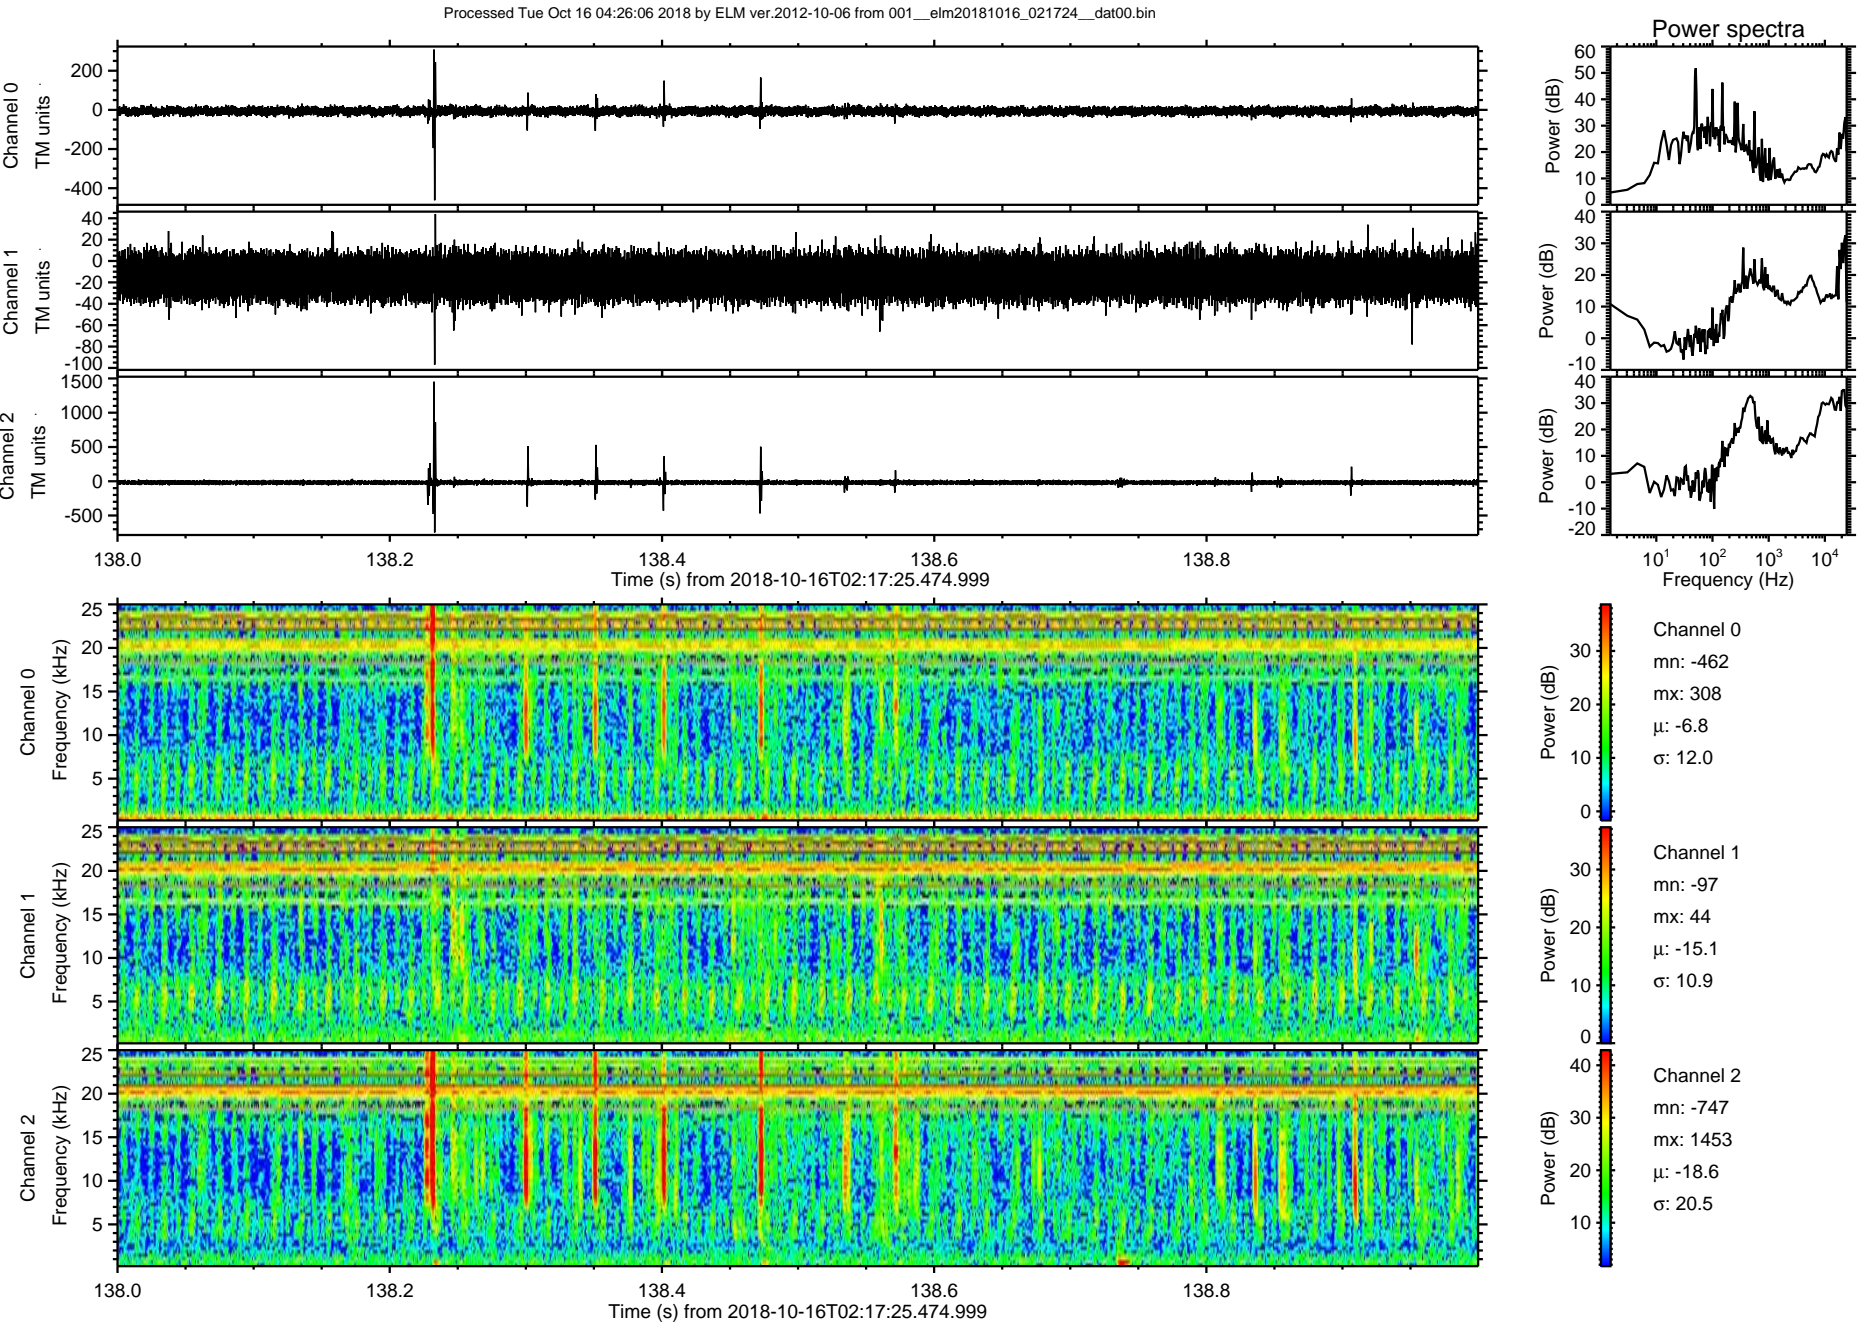 Processed Tue Oct 16 04:26:06 2018 by ELM ver.2012-10-06 from 001__elm20181016_021724__dat00.bin
Power spectra
Channel 0
TM units
200
0
-200
-400
Power (dB)
60
50
40
30
20
10
0
Channel 1
TM units
40
20
0
-20
-40
-60
-80
-100
Power (dB)
40
30
20
10
0
-10
Channel 2
TM units
1500
1000
500
0
-500
Power (dB)
40
30
20
10
0
-10
-20
138.0 138.2 138.4 138.6 138.8
Time (s) from 2018-10-16T02:17:25.474.999
10¹ 10² 10³ 10⁴
Frequency (Hz)
Channel 0
Frequency (kHz)
25
20
15
10
5
Power (dB)
30
20
10
0
Channel 0
mn: -462
mx: 308
μ: -6.8
σ: 12.0
Channel 1
Frequency (kHz)
25
20
15
10
5
Power (dB)
30
20
10
0
Channel 1
mn: -97
mx: 44
μ: -15.1
σ: 10.9
Channel 2
Frequency (kHz)
25
20
15
10
5
Power (dB)
40
30
20
10
Channel 2
mn: -747
mx: 1453
μ: -18.6
σ: 20.5
138.0 138.2 138.4 138.6 138.8
Time (s) from 2018-10-16T02:17:25.474.999